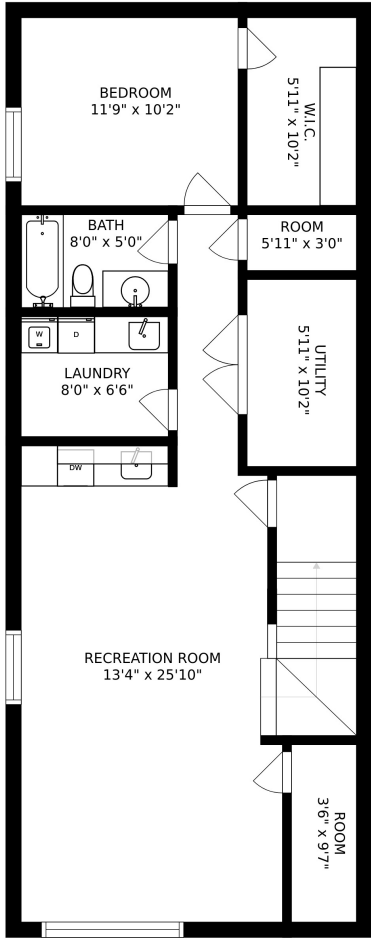 BEDROOM
11'9" x 10'2"
W.I.C.
5'11" x 10'2"
BATH
8'0" x 5'0"
ROOM
5'11" x 3'0"
W
D
LAUNDRY
8'0" x 6'6"
UTILITY
5'11" x 10'2"
DW
RECREATION ROOM
13'4" x 25'10"
ROOM
3'6" x 9'7"